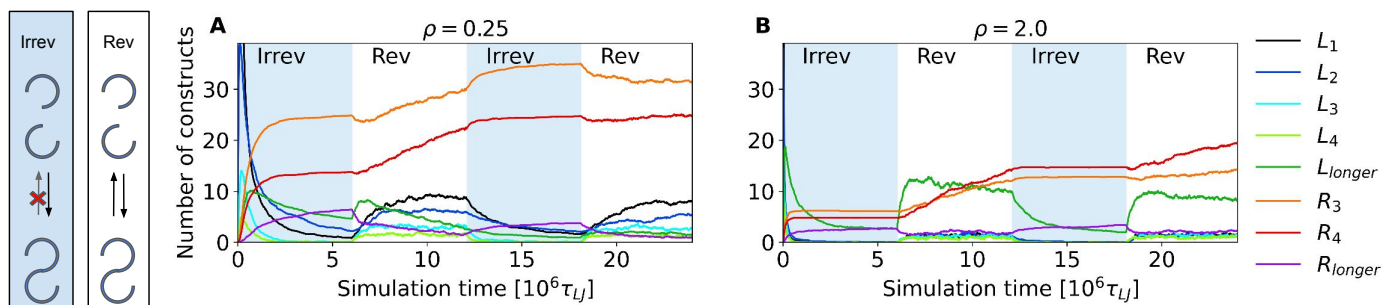 Irrev
Rev
A
ρ = 0.25
Irrev
Rev
Irrev
Rev
Number of constructs
30
20
10
0
0
5
10
15
20
Simulation time [10⁶τ_LJ]
B
ρ = 2.0
Irrev
Rev
Irrev
Rev
30
20
10
0
5
10
15
20
Simulation time [10⁶τ_LJ]
L₁
L₂
L₃
L₄
L_longer
R₃
R₄
R_longer